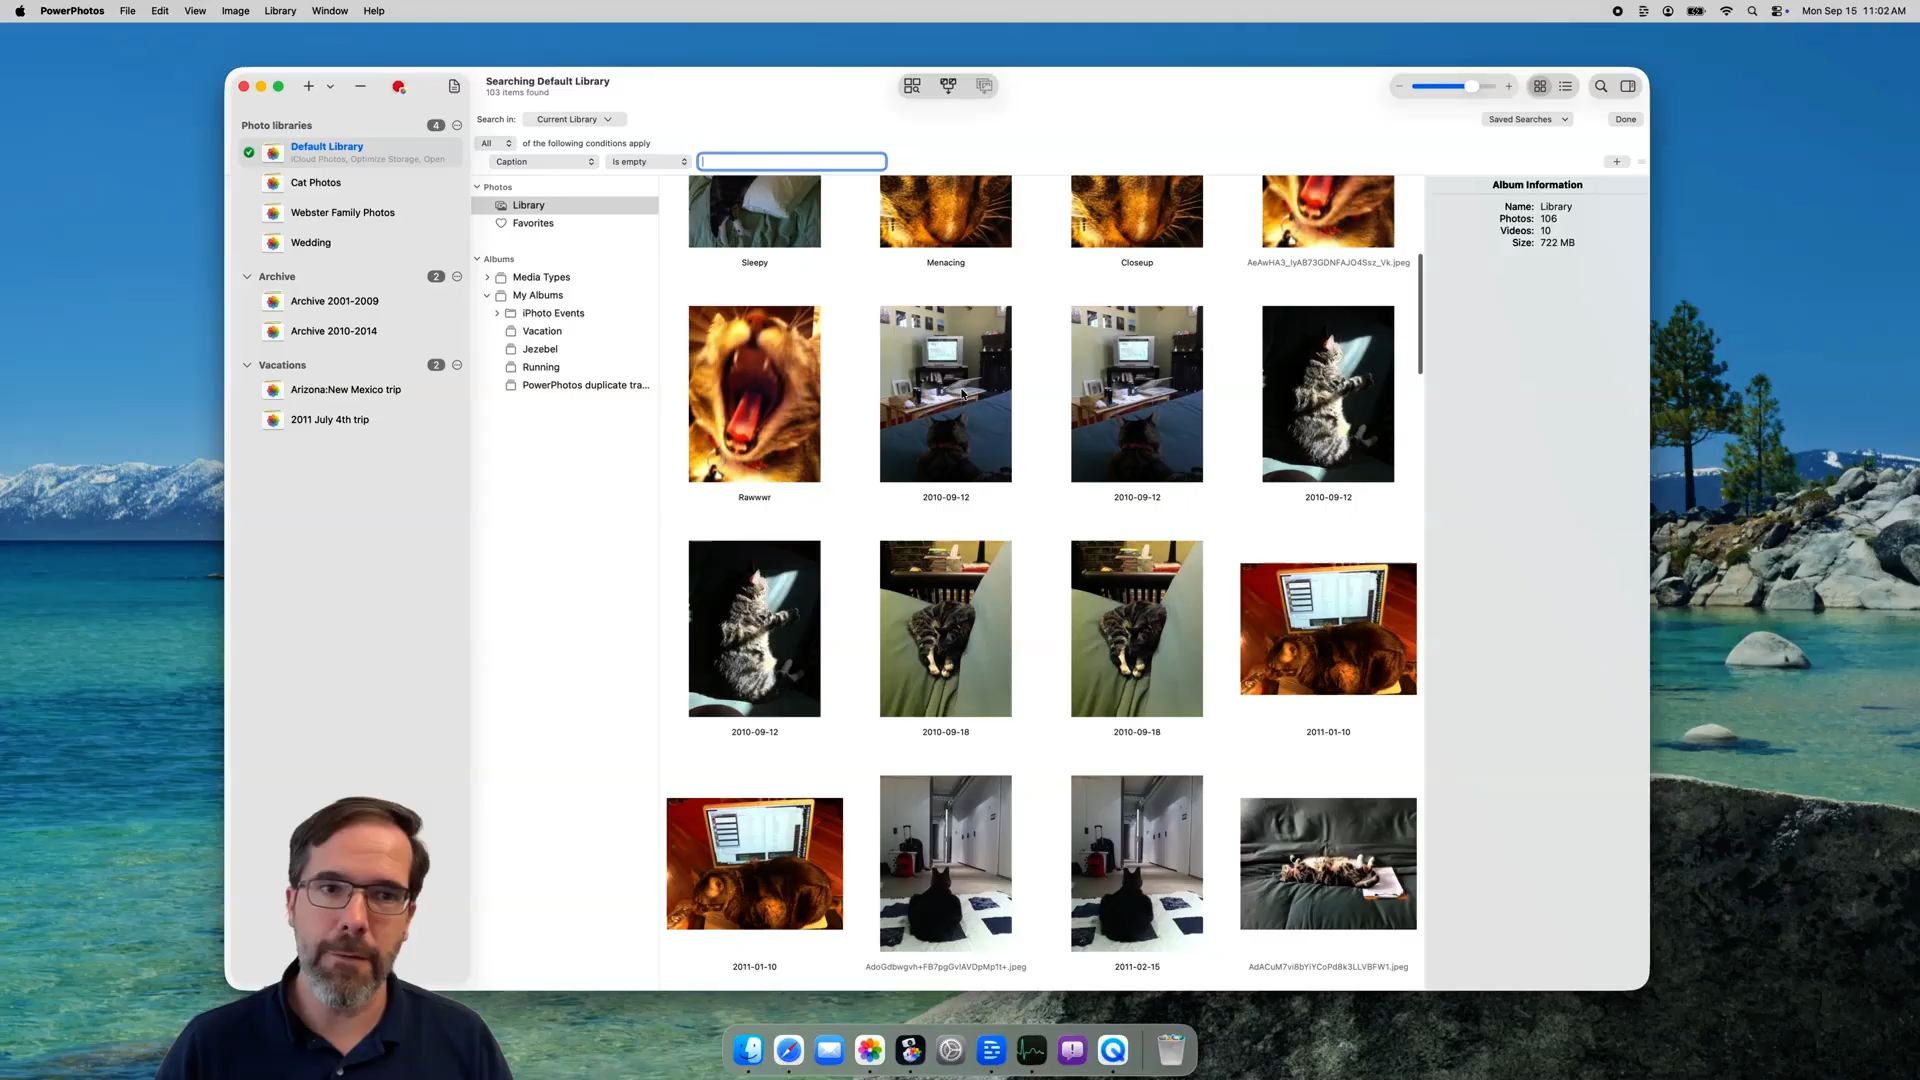 PowerPhotos File Edit View Image Library Window Help
Mon Sep 15 11:02 AM
Searching Default Library
103 items found
Search in: Current Library
Saved Searches
Done
All of the following conditions apply
Caption Is empty
Photo libraries 4
Default Library
iCloud Photos, Optimize Storage, Open
Cat Photos
Webster Family Photos
Wedding
Archive 2
Archive 2001-2009
Archive 2010-2014
Vacations 2
Arizona:New Mexico trip
2011 July 4th trip
Photos
Library
Favorites
Albums
Media Types
My Albums
iPhoto Events
Vacation
Jezebel
Running
PowerPhotos duplicate tra...
Sleepy Menacing Closeup AeAwHA3_lyAB73GDNFAJO4Ssz_Vk.jpeg
Rawwwr 2010-09-12 2010-09-12 2010-09-12
2010-09-12 2010-09-18 2010-09-18 2011-01-10
2011-01-10 AdoGdbwgvh+FB7pgGvlAVDpMp1t+.jpeg 2011-02-15 AdACuM7vi8bYiYCoPd8k3LLVBFW1.jpeg
Album Information
Name: Library
Photos: 106
Videos: 10
Size: 722 MB